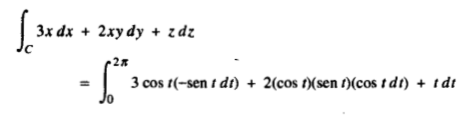 ∫_C 3x dx + 2xy dy + z dz
= ∫_0^{2π} 3 cos t(−sen t dt) + 2(cos t)(sen t)(cos t dt) + t dt